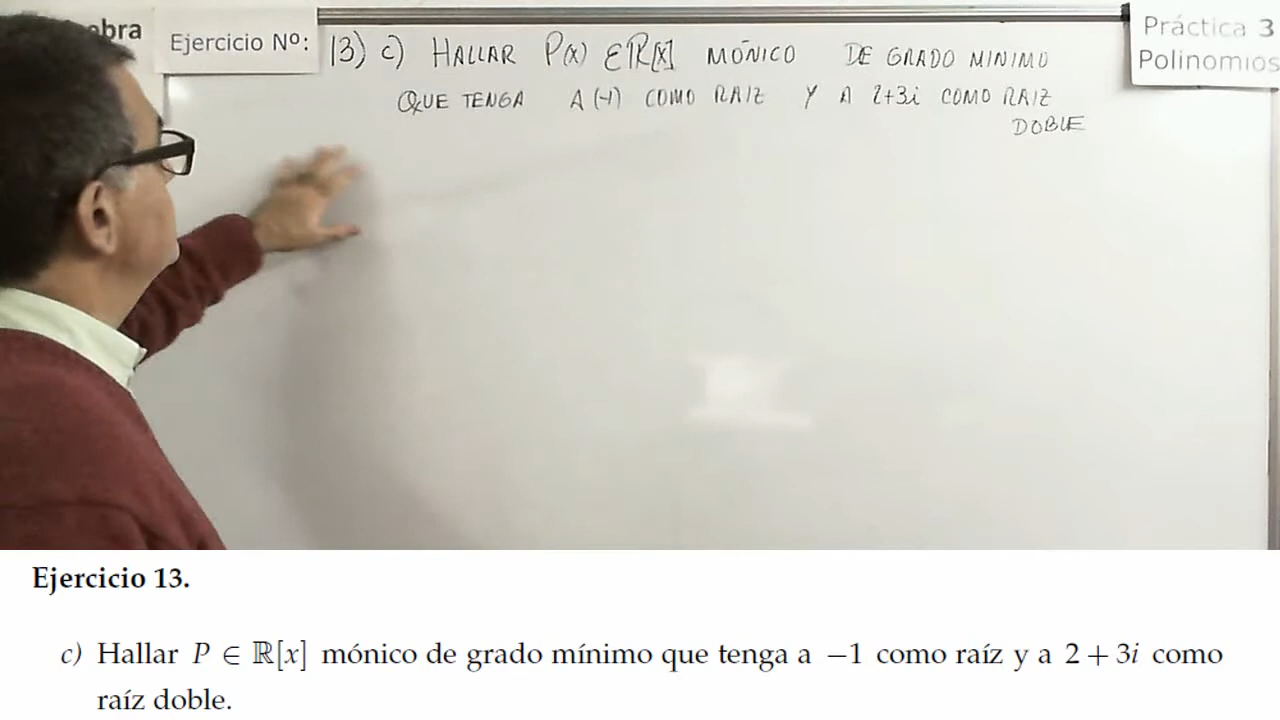 ebra
Ejercicio Nº:
13) c) HALLAR P(x) ∈ ℝ[x] MÓNICO DE GRADO MINIMO
QUE TENGA A (-1) COMO RAIZ Y A 2+3i COMO RAIZ
DOBLE
Práctica 3
Polinomios
Ejercicio 13.
c) Hallar P ∈ ℝ[x] mónico de grado mínimo que tenga a −1 como raíz y a 2 + 3i como
raíz doble.